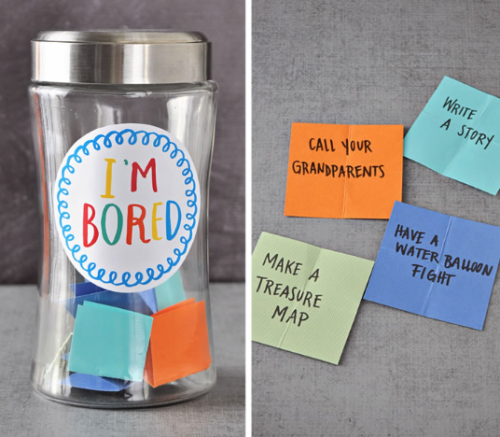 I'M
BORED
WRITE
A STORY
CALL YOUR
GRANDPARENTS
HAVE A
WATER BALLOON
FIGHT
MAKE A
TREASURE
MAP